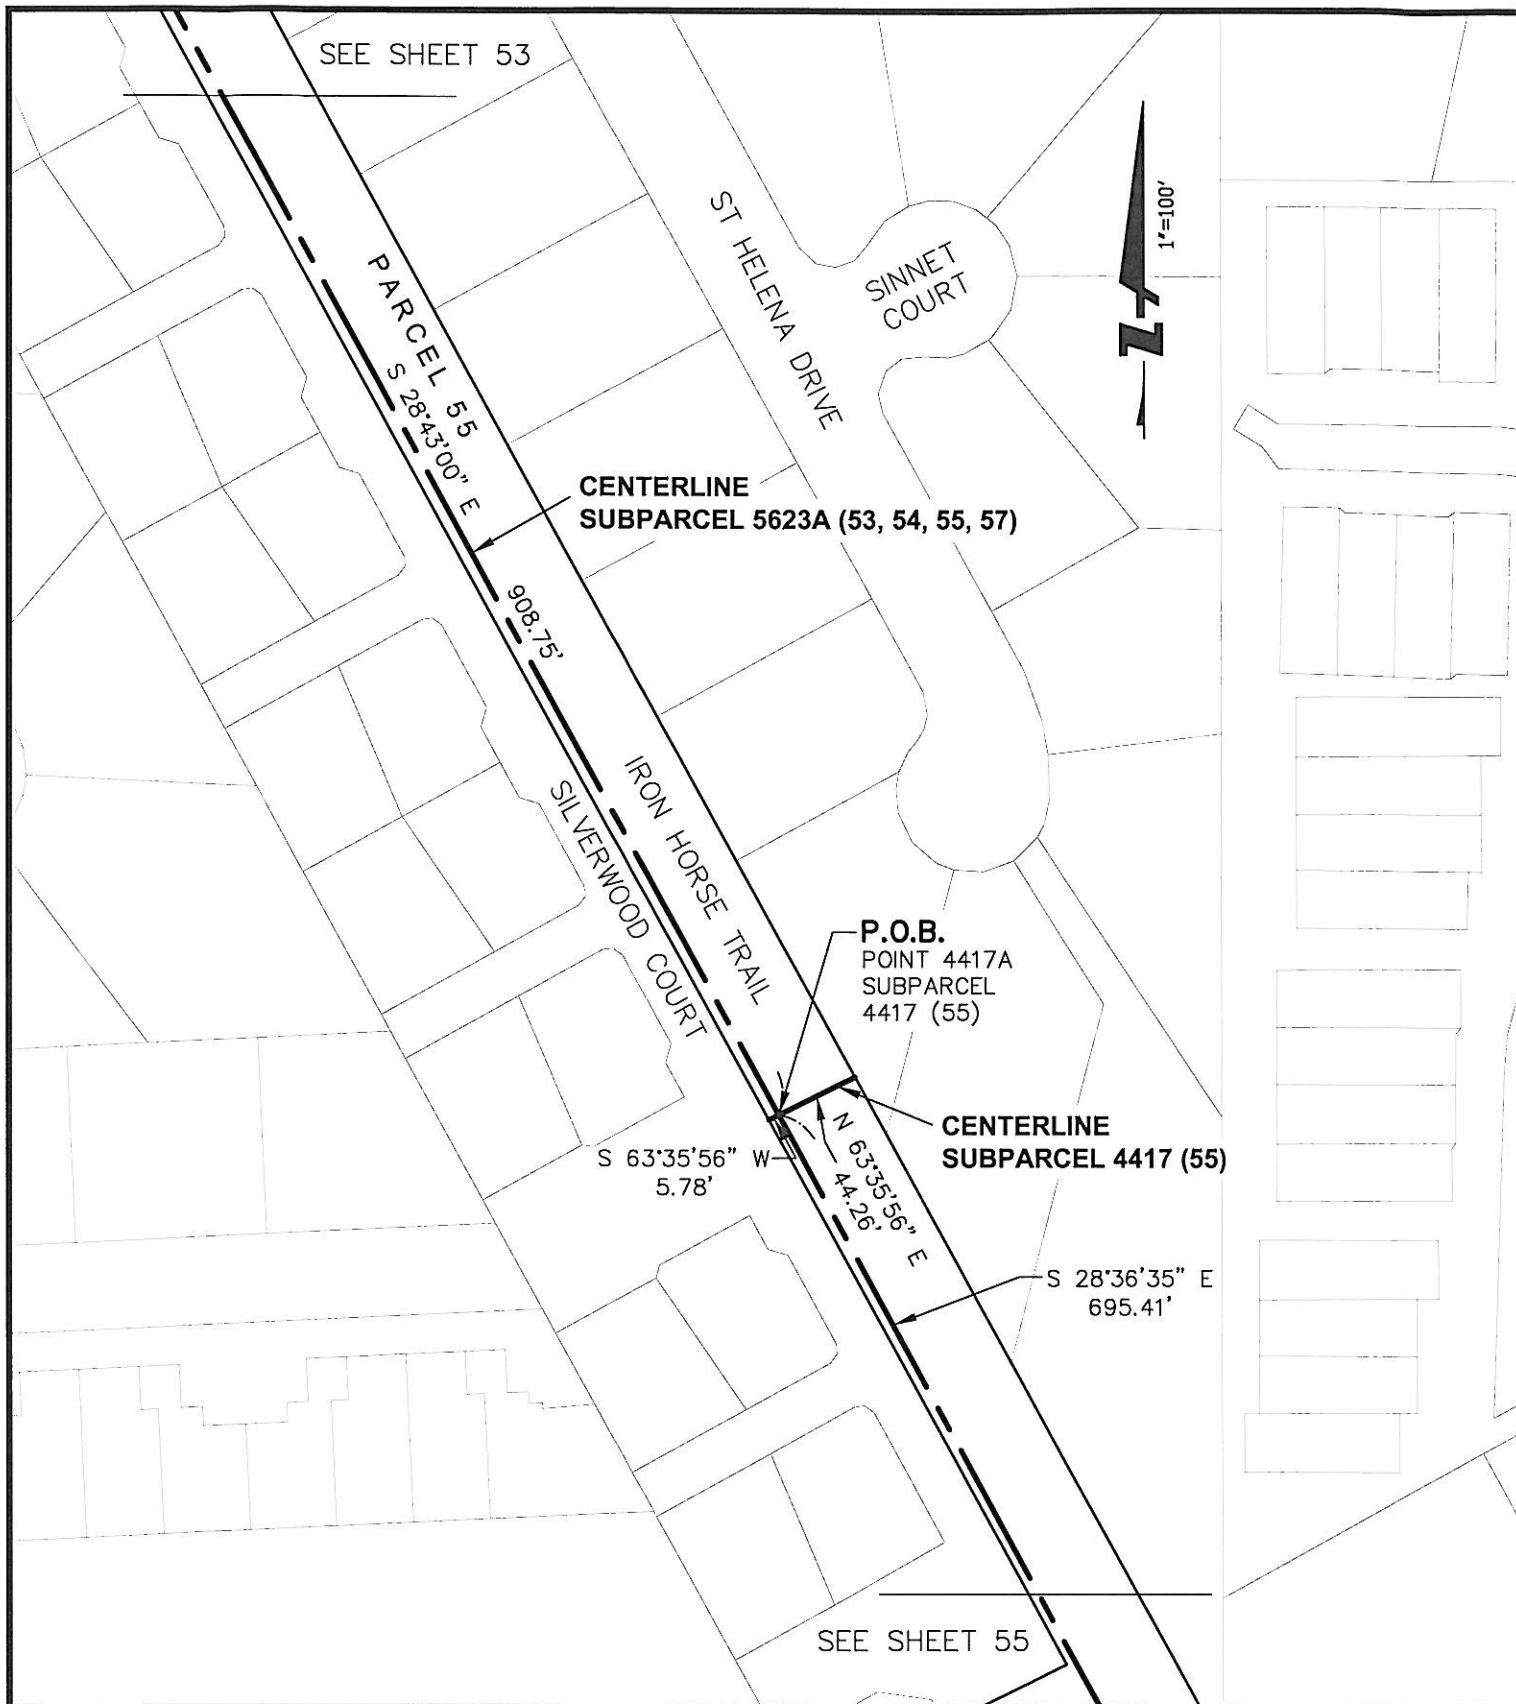 SEE SHEET 53
1"=100'
ST HELENA DRIVE
SINNET
COURT
PARCEL 55
S 28°43'00" E
CENTERLINE
SUBPARCEL 5623A (53, 54, 55, 57)
908.75'
IRON HORSE TRAIL
SILVERWOOD COURT
P.O.B.
POINT 4417A
SUBPARCEL
4417 (55)
CENTERLINE
SUBPARCEL 4417 (55)
S 63°35'56" W
5.78'
N 63°35'56" E
44.26'
S 28°36'35" E
695.41'
SEE SHEET 55